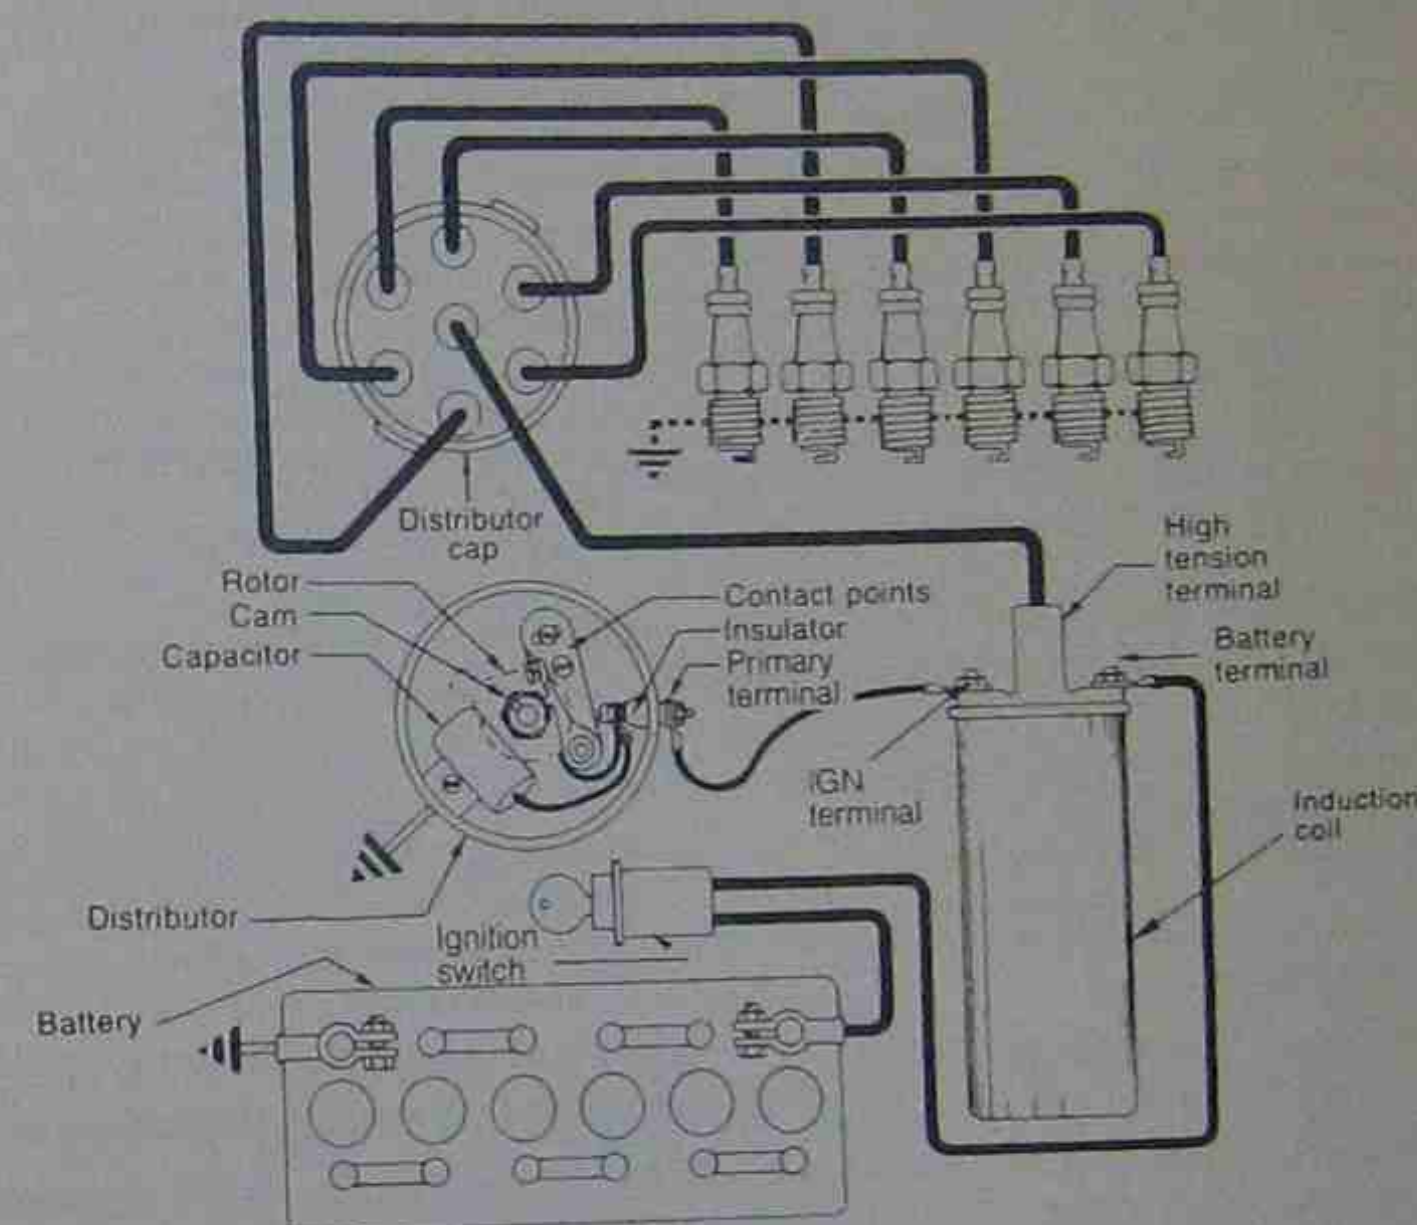 Distributor
cap
High
tension
terminal
Rotor
Cam
Capacitor
Contact points
Insulator
Primary
terminal
Battery
terminal
IGN
terminal
Induction
coil
Distributor
Ignition
switch
Battery